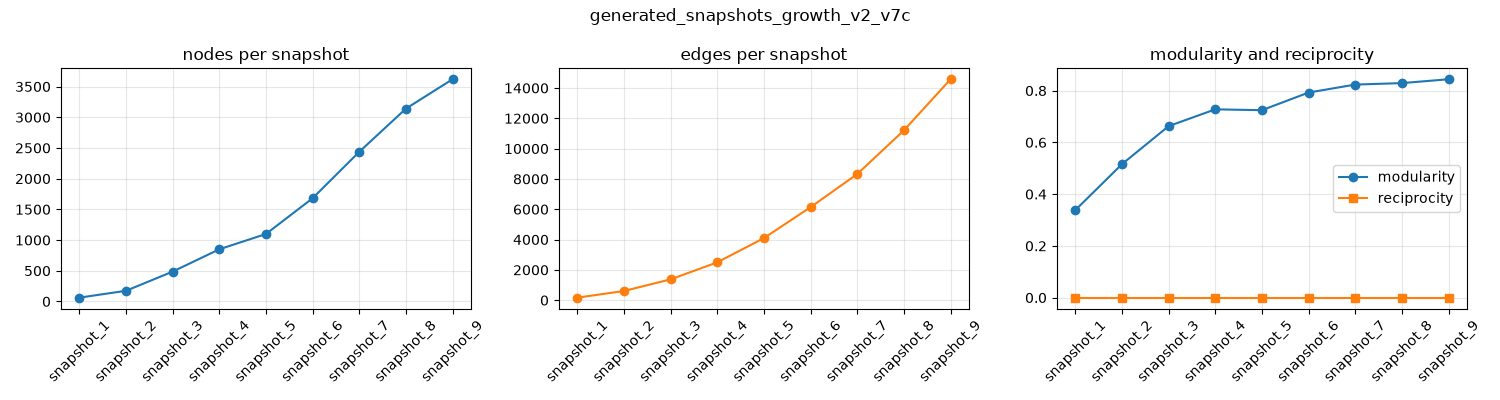 generated_snapshots_growth_v2_v7c
nodes per snapshot
3500
3000
2500
2000
1500
1000
500
0
snapshot_1
snapshot_2
snapshot_3
snapshot_4
snapshot_5
snapshot_6
snapshot_7
snapshot_8
snapshot_9
edges per snapshot
14000
12000
10000
8000
6000
4000
2000
0
snapshot_1
snapshot_2
snapshot_3
snapshot_4
snapshot_5
snapshot_6
snapshot_7
snapshot_8
snapshot_9
modularity and reciprocity
0.8
0.6
0.4
0.2
0.0
modularity
reciprocity
snapshot_1
snapshot_2
snapshot_3
snapshot_4
snapshot_5
snapshot_6
snapshot_7
snapshot_8
snapshot_9